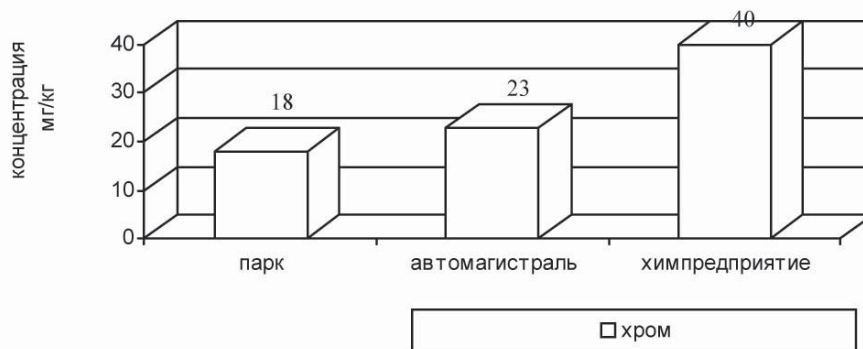 концентрация
мг/кг
40
30
20
10
0
18
23
40
парк
автомагистраль
химпредприятие
хром